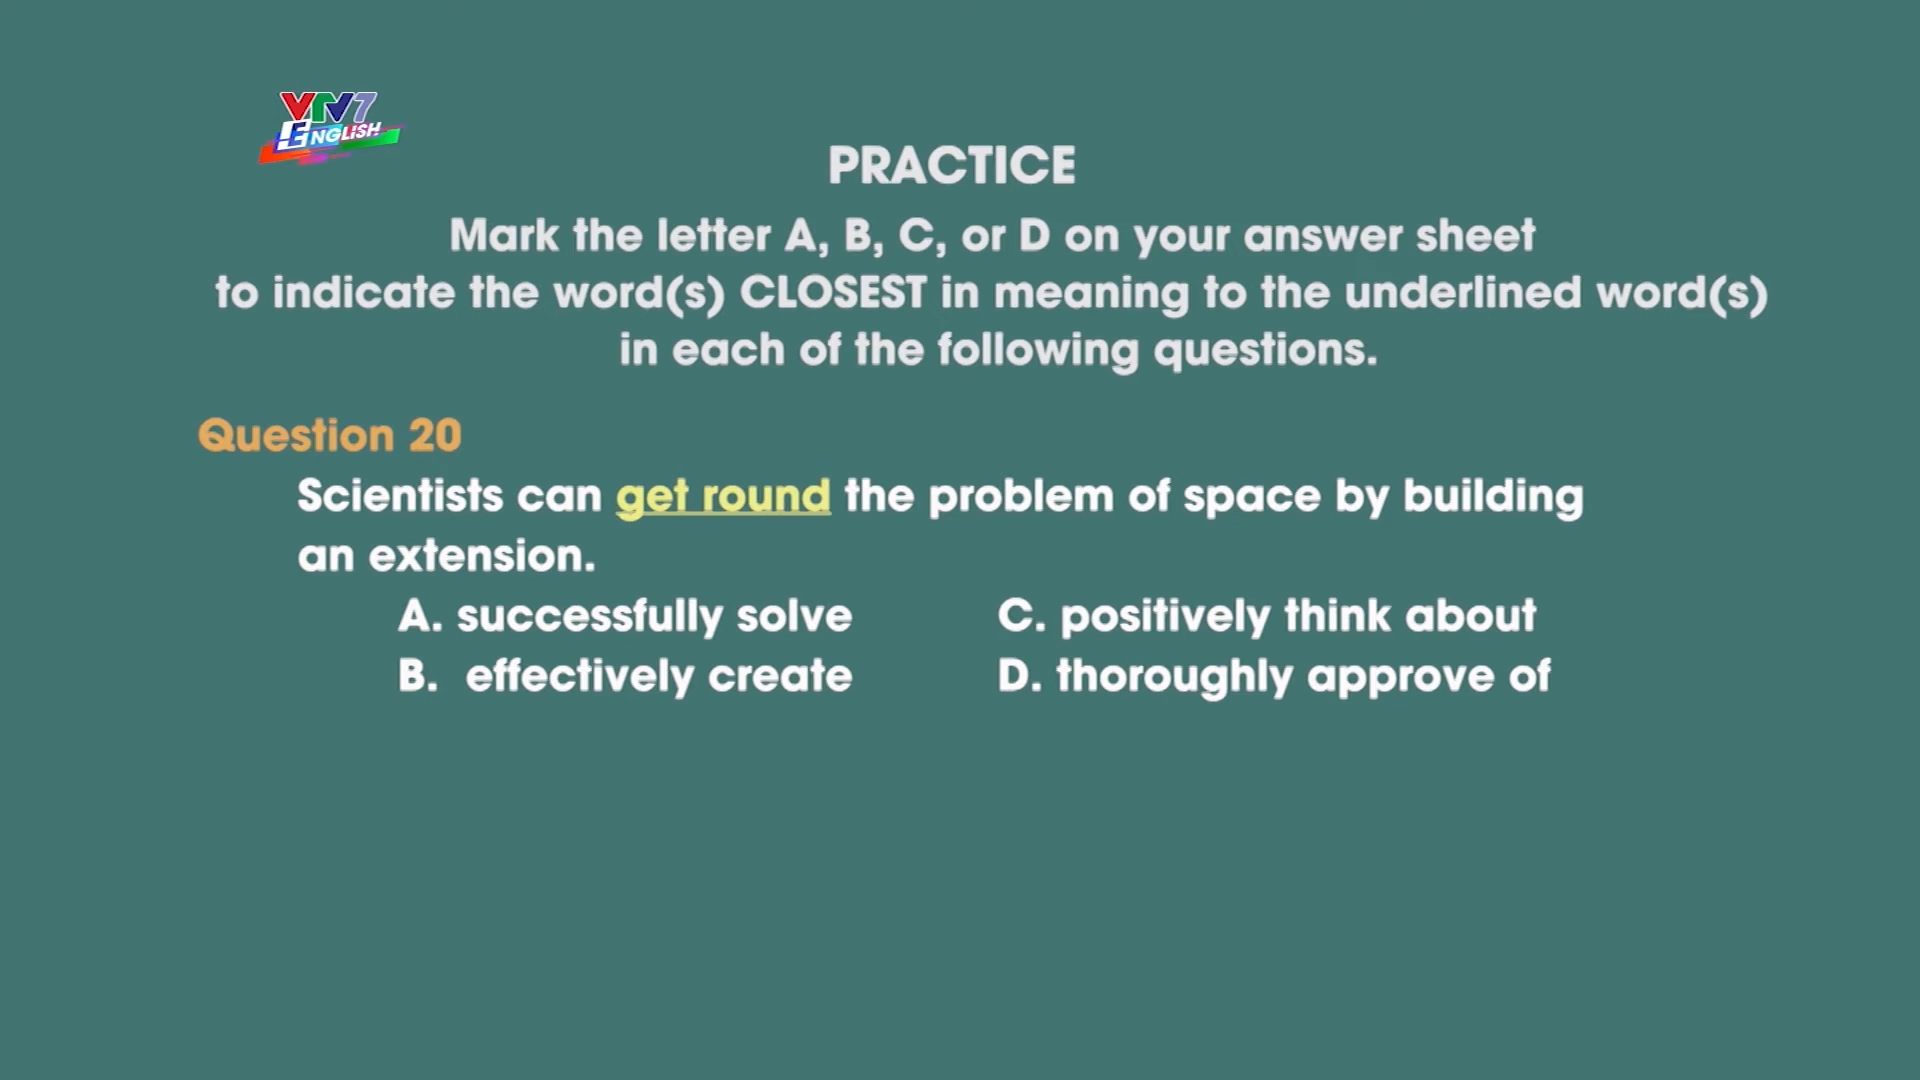 VTV7
ENGLISH
PRACTICE
Mark the letter A, B, C, or D on your answer sheet
to indicate the word(s) CLOSEST in meaning to the underlined word(s)
in each of the following questions.
Question 20
Scientists can get round the problem of space by building
an extension.
A. successfully solve C. positively think about
B. effectively create D. thoroughly approve of